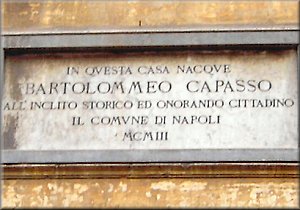 IN QVESTA CASA NACQVE
BARTOLOMMEO CAPASSO
ALL'INCLITO STORICO ED ONORANDO CITTADINO
IL COMVNE DI NAPOLI
MCMIII